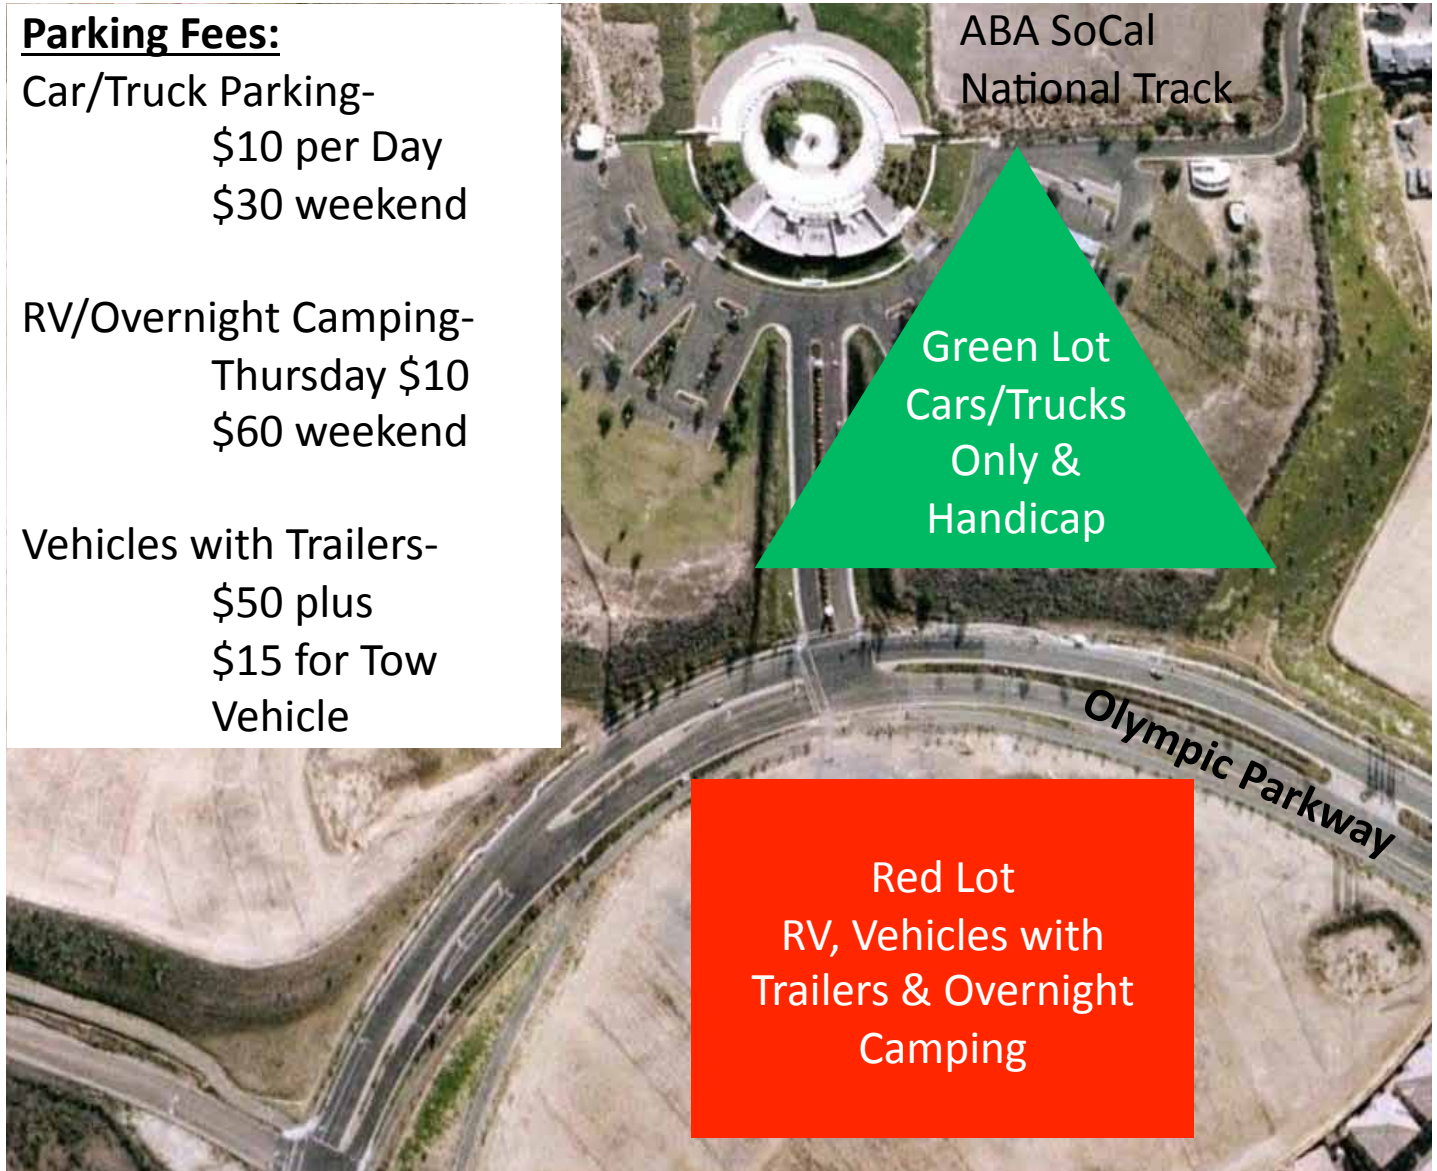 Parking Fees:
Car/Truck Parking-
$10 per Day
$30 weekend
RV/Overnight Camping-
Thursday $10
$60 weekend
Vehicles with Trailers-
$50 plus
$15 for Tow
Vehicle
ABA SoCal
National Track
Green Lot
Cars/Trucks
Only &
Handicap
Olympic Parkway
Red Lot
RV, Vehicles with
Trailers & Overnight
Camping